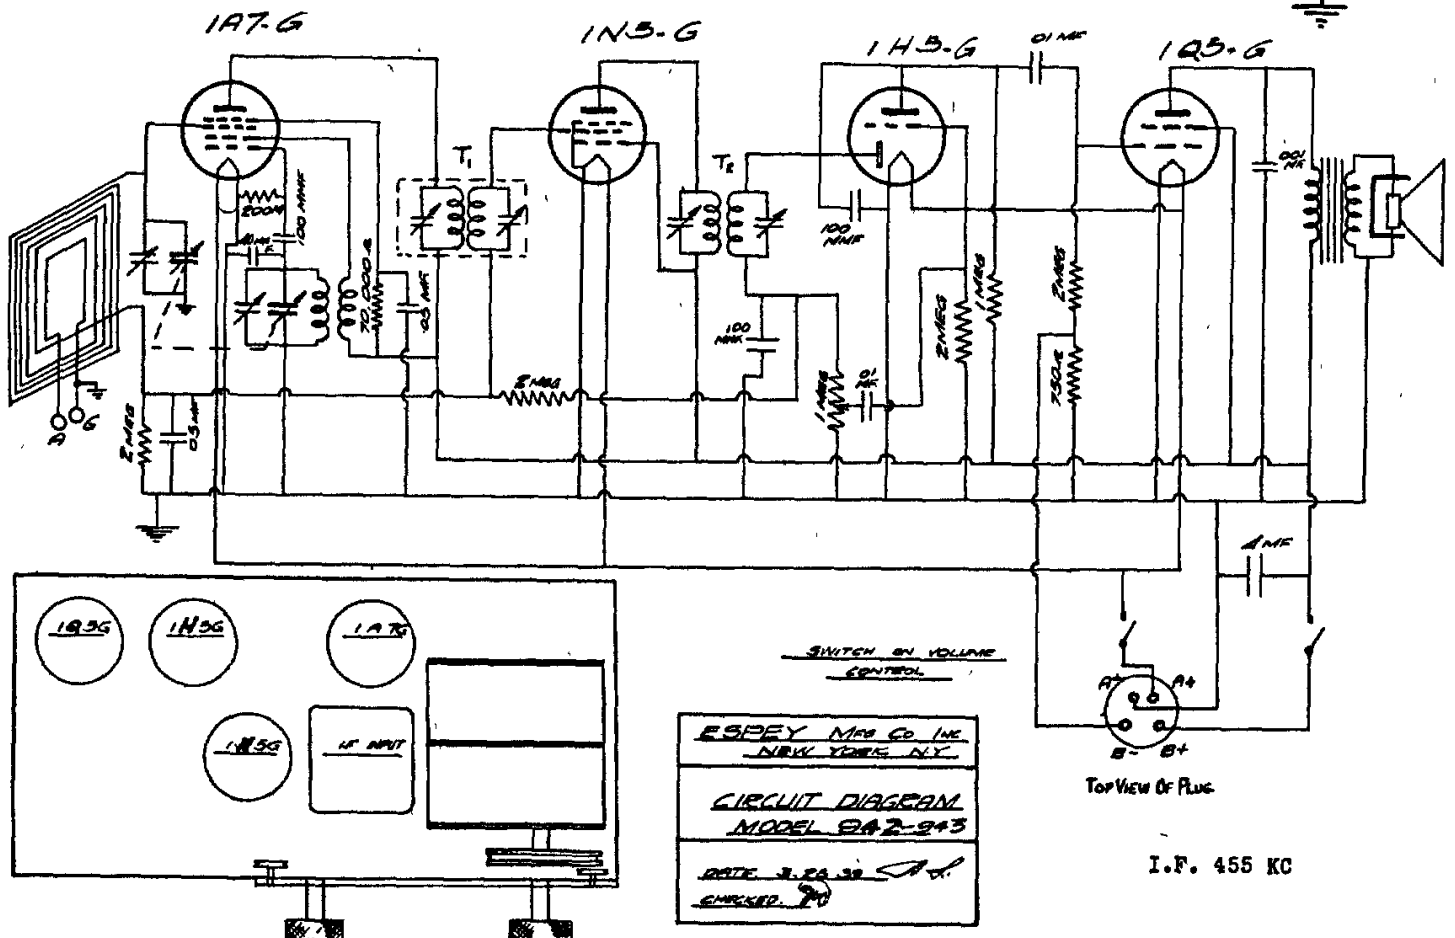 1A7-G
1N5-G
1H5-G
.01 MF
1Q5-G
T1
T2
200M
100 MMF
70,000 Ω
.05 MF
100
MMF
.001
MF
2 MEG
1 MEG
2 MEG
750 Ω
100
MMF
2 MEG
1 MEG
.01
MF
A
G
2 MEG
.05 MF
4 MF
1Q5G
1H5G
1A7G
1N5G
I.F INPUT
SWITCH ON VOLUME
CONTROL
A-
A+
B-
B+
TOP VIEW OF PLUG
ESPEY MFG CO INC
NEW YORK, N.Y.
CIRCUIT DIAGRAM
MODEL
-943
DATE
CHECKED.
I.F. 455 KC